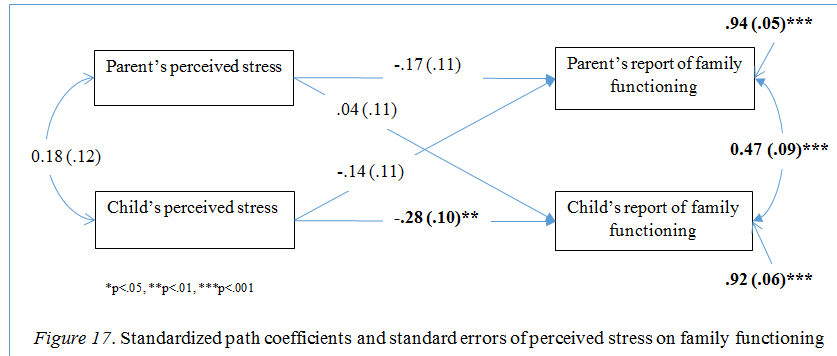 .94 (.05)***
Parent's perceived stress
-.17 (.11)
Parent's report of family
functioning
.04 (.11)
0.18 (.12)
0.47 (.09)***
-.14 (.11)
Child's perceived stress
-.28 (.10)**
Child's report of family
functioning
.92 (.06)***
*p<.05, **p<.01, ***p<.001
Figure 17. Standardized path coefficients and standard errors of perceived stress on family functioning